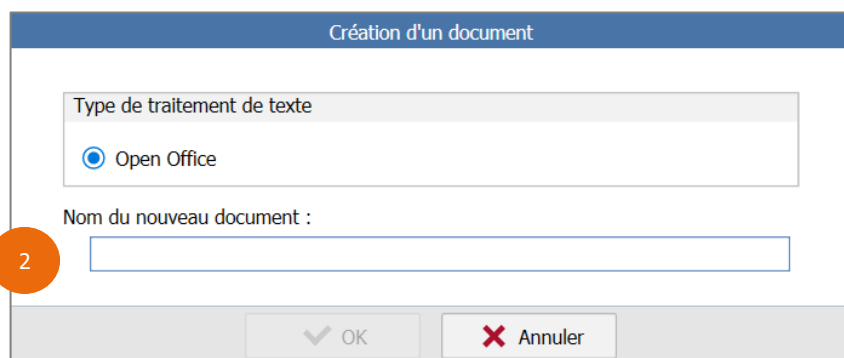 Création d'un document
Type de traitement de texte
Open Office
Nom du nouveau document :
2
OK
Annuler